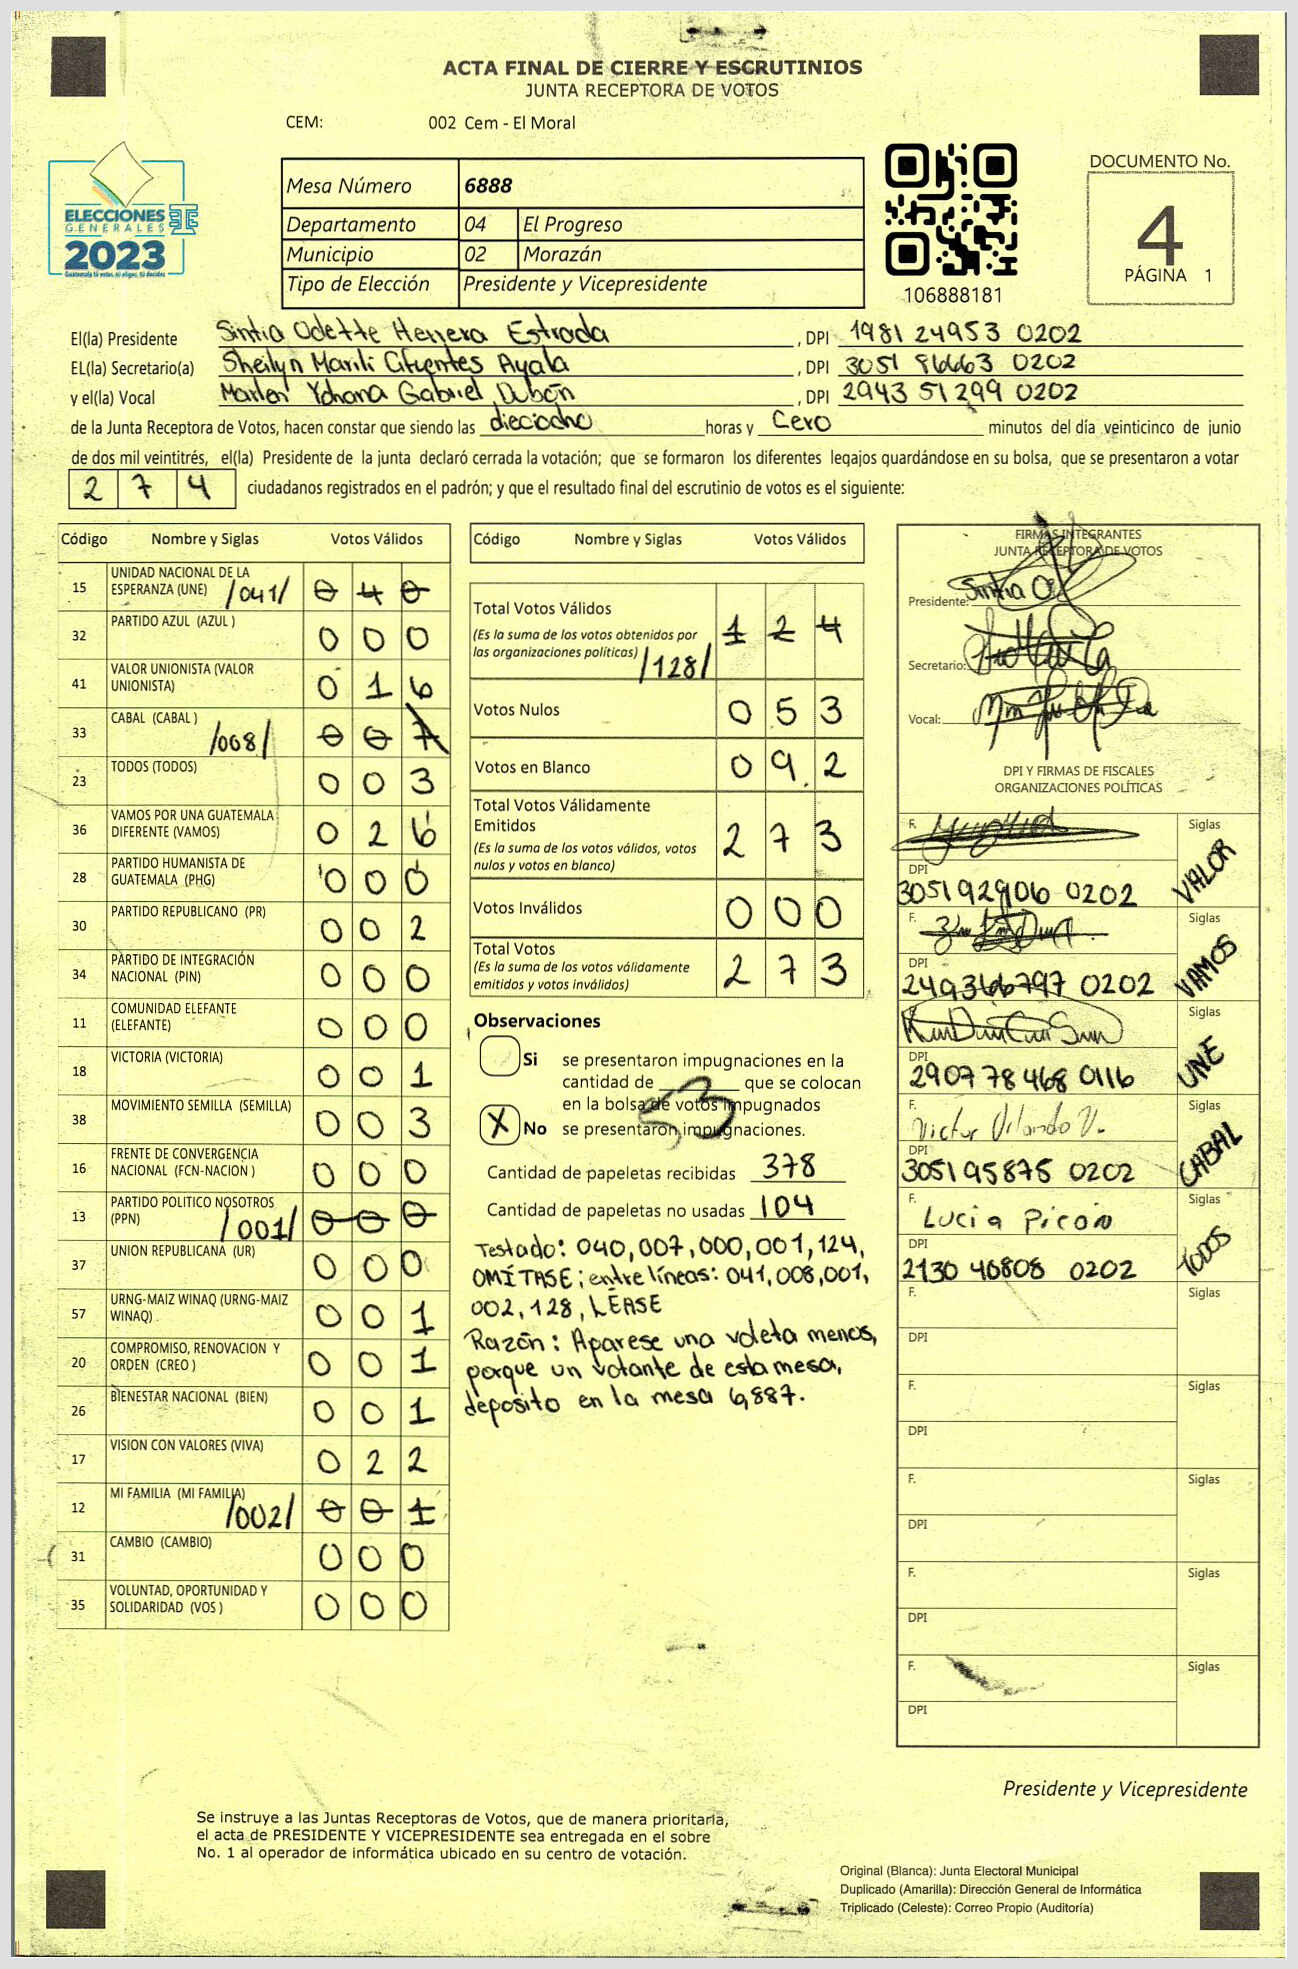 ACTA FINAL DE CIERRE Y ESCRUTINIOS
JUNTA RECEPTORA DE VOTOS
CEM: 002 Cem - El Moral
ELECCIONES
GENERALES
2023
Guatemala tú votas, tú eliges, tú decides
Mesa Número 6888
Departamento 04 El Progreso
Municipio 02 Morazán
Tipo de Elección Presidente y Vicepresidente
106888181
DOCUMENTO No.
4
PÁGINA 1
El(la) Presidente Sintia Odette Herrera Estrada , DPI 1981 24953 0202
EL(la) Secretario(a) Sheilyn Marili Cifuentes Ayala , DPI 3051 86663 0202
y el(la) Vocal Marlen Yohana Gabriel Dubón , DPI 2943 51299 0202
de la Junta Receptora de Votos, hacen constar que siendo las dieciocho horas y Cero minutos del día veinticinco de junio
de dos mil veintitrés, el(la) Presidente de la junta declaró cerrada la votación; que se formaron los diferentes legajos guardándose en su bolsa, que se presentaron a votar
2 7 4 ciudadanos registrados en el padrón; y que el resultado final del escrutinio de votos es el siguiente:
Código Nombre y Siglas Votos Válidos
15 UNIDAD NACIONAL DE LA ESPERANZA (UNE) /041/ 0 4 0
32 PARTIDO AZUL (AZUL ) 0 0 0
41 VALOR UNIONISTA (VALOR UNIONISTA) 0 1 6
33 CABAL (CABAL ) /008/ 0 0 7
23 TODOS (TODOS) 0 0 3
36 VAMOS POR UNA GUATEMALA DIFERENTE (VAMOS) 0 2 6
28 PARTIDO HUMANISTA DE GUATEMALA (PHG) 0 0 0
30 PARTIDO REPUBLICANO (PR) 0 0 2
34 PARTIDO DE INTEGRACIÓN NACIONAL (PIN) 0 0 0
11 COMUNIDAD ELEFANTE (ELEFANTE) 0 0 0
18 VICTORIA (VICTORIA) 0 0 1
38 MOVIMIENTO SEMILLA (SEMILLA) 0 0 3
16 FRENTE DE CONVERGENCIA NACIONAL (FCN-NACION ) 0 0 0
13 PARTIDO POLITICO NOSOTROS (PPN) /001/ 0 0 0
37 UNION REPUBLICANA (UR) 0 0 0
57 URNG-MAIZ WINAQ (URNG-MAIZ WINAQ) 0 0 1
20 COMPROMISO, RENOVACION Y ORDEN (CREO ) 0 0 1
26 BIENESTAR NACIONAL (BIEN) 0 0 1
17 VISION CON VALORES (VIVA) 0 2 2
12 MI FAMILIA (MI FAMILIA) /002/ 0 0 1
31 CAMBIO (CAMBIO) 0 0 0
35 VOLUNTAD, OPORTUNIDAD Y SOLIDARIDAD (VOS ) 0 0 0
Código Nombre y Siglas Votos Válidos
Total Votos Válidos 1 2 4
(Es la suma de los votos obtenidos por
las organizaciones políticas) /128/
Votos Nulos 0 5 3
Votos en Blanco 0 9 2
Total Votos Válidamente
Emitidos 2 7 3
(Es la suma de los votos válidos, votos
nulos y votos en blanco)
Votos Inválidos 0 0 0
Total Votos 2 7 3
(Es la suma de los votos válidamente
emitidos y votos inválidos)
Observaciones
Si se presentaron impugnaciones en la
cantidad de ________ que se colocan
en la bolsa de votos impugnados
53
X No se presentaron impugnaciones.
Cantidad de papeletas recibidas 378
Cantidad de papeletas no usadas 104
Testado: 040,007,000,001,124,
OMÍTASE; entre líneas: 041,008,001,
002,128, LÉASE
Razón: Aparese una voleta menos,
porque un votante de esta mesa,
deposito en la mesa 6,887.
FIRMAS INTEGRANTES
JUNTA RECEPTORA DE VOTOS
Presidente: Sintia
Secretario:
Vocal:
DPI Y FIRMAS DE FISCALES
ORGANIZACIONES POLÍTICAS
F. Siglas
DPI 3051 92906 0202 VALOR
F. Siglas
DPI 2493 66797 0202 VAMOS
F. Siglas
DPI 2907 78468 0116 UNE
F. Victor Orlando V. Siglas
DPI 3051 95875 0202 CABAL
F. Lucia Picón Siglas
DPI 2130 40808 0202 TODOS
F. Siglas
DPI
F. Siglas
DPI
F. Siglas
DPI
F. Siglas
DPI
F. Siglas
DPI
Presidente y Vicepresidente
Se instruye a las Juntas Receptoras de Votos, que de manera prioritaria,
el acta de PRESIDENTE Y VICEPRESIDENTE sea entregada en el sobre
No. 1 al operador de informática ubicado en su centro de votación.
Original (Blanca): Junta Electoral Municipal
Duplicado (Amarilla): Dirección General de Informática
Triplicado (Celeste): Correo Propio (Auditoría)